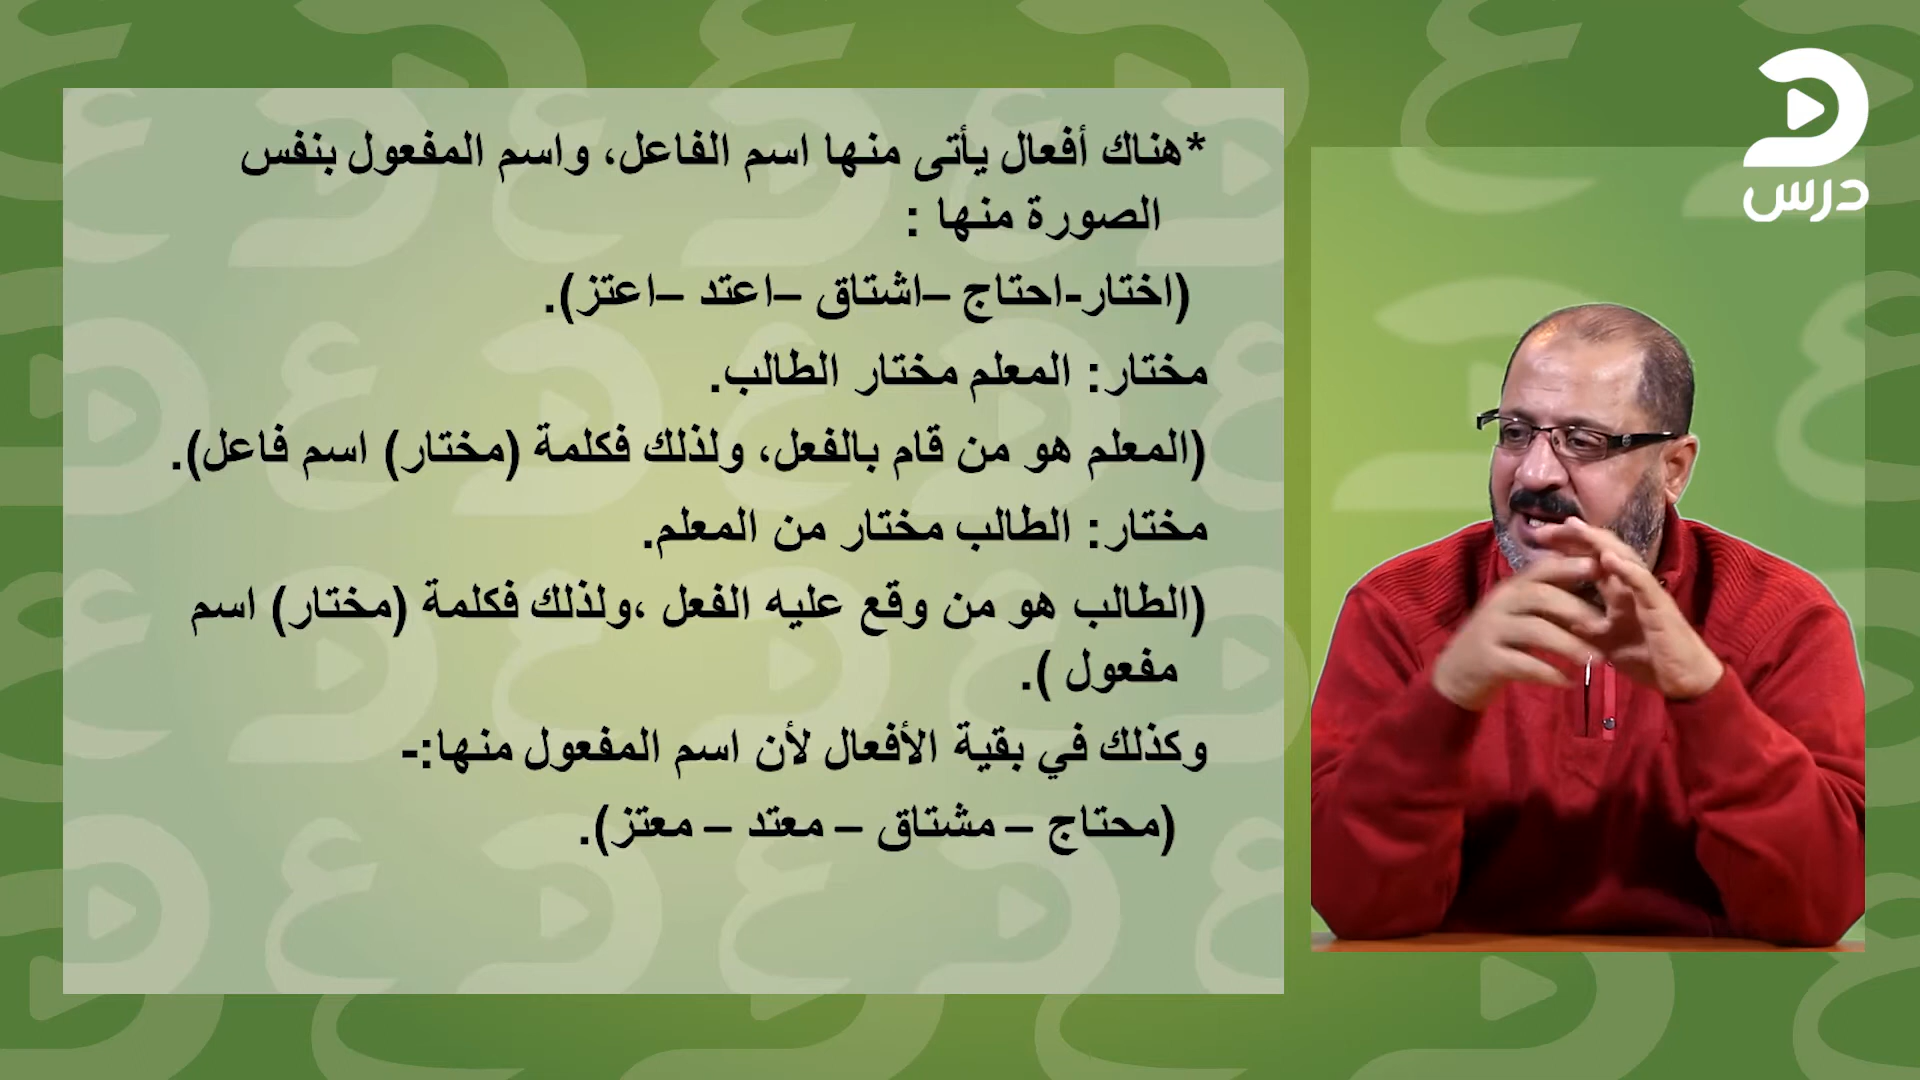 *هناك أفعال يأتى منها اسم الفاعل، واسم المفعول بنفس
الصورة منها :
(اختار-احتاج –اشتاق –اعتد –اعتز).
مختار: المعلم مختار الطالب.
(المعلم هو من قام بالفعل، ولذلك فكلمة (مختار) اسم فاعل).
مختار: الطالب مختار من المعلم.
(الطالب هو من وقع عليه الفعل ،ولذلك فكلمة (مختار) اسم
مفعول ).
وكذلك في بقية الأفعال لأن اسم المفعول منها:-
(محتاج – مشتاق – معتد – معتز).
درس